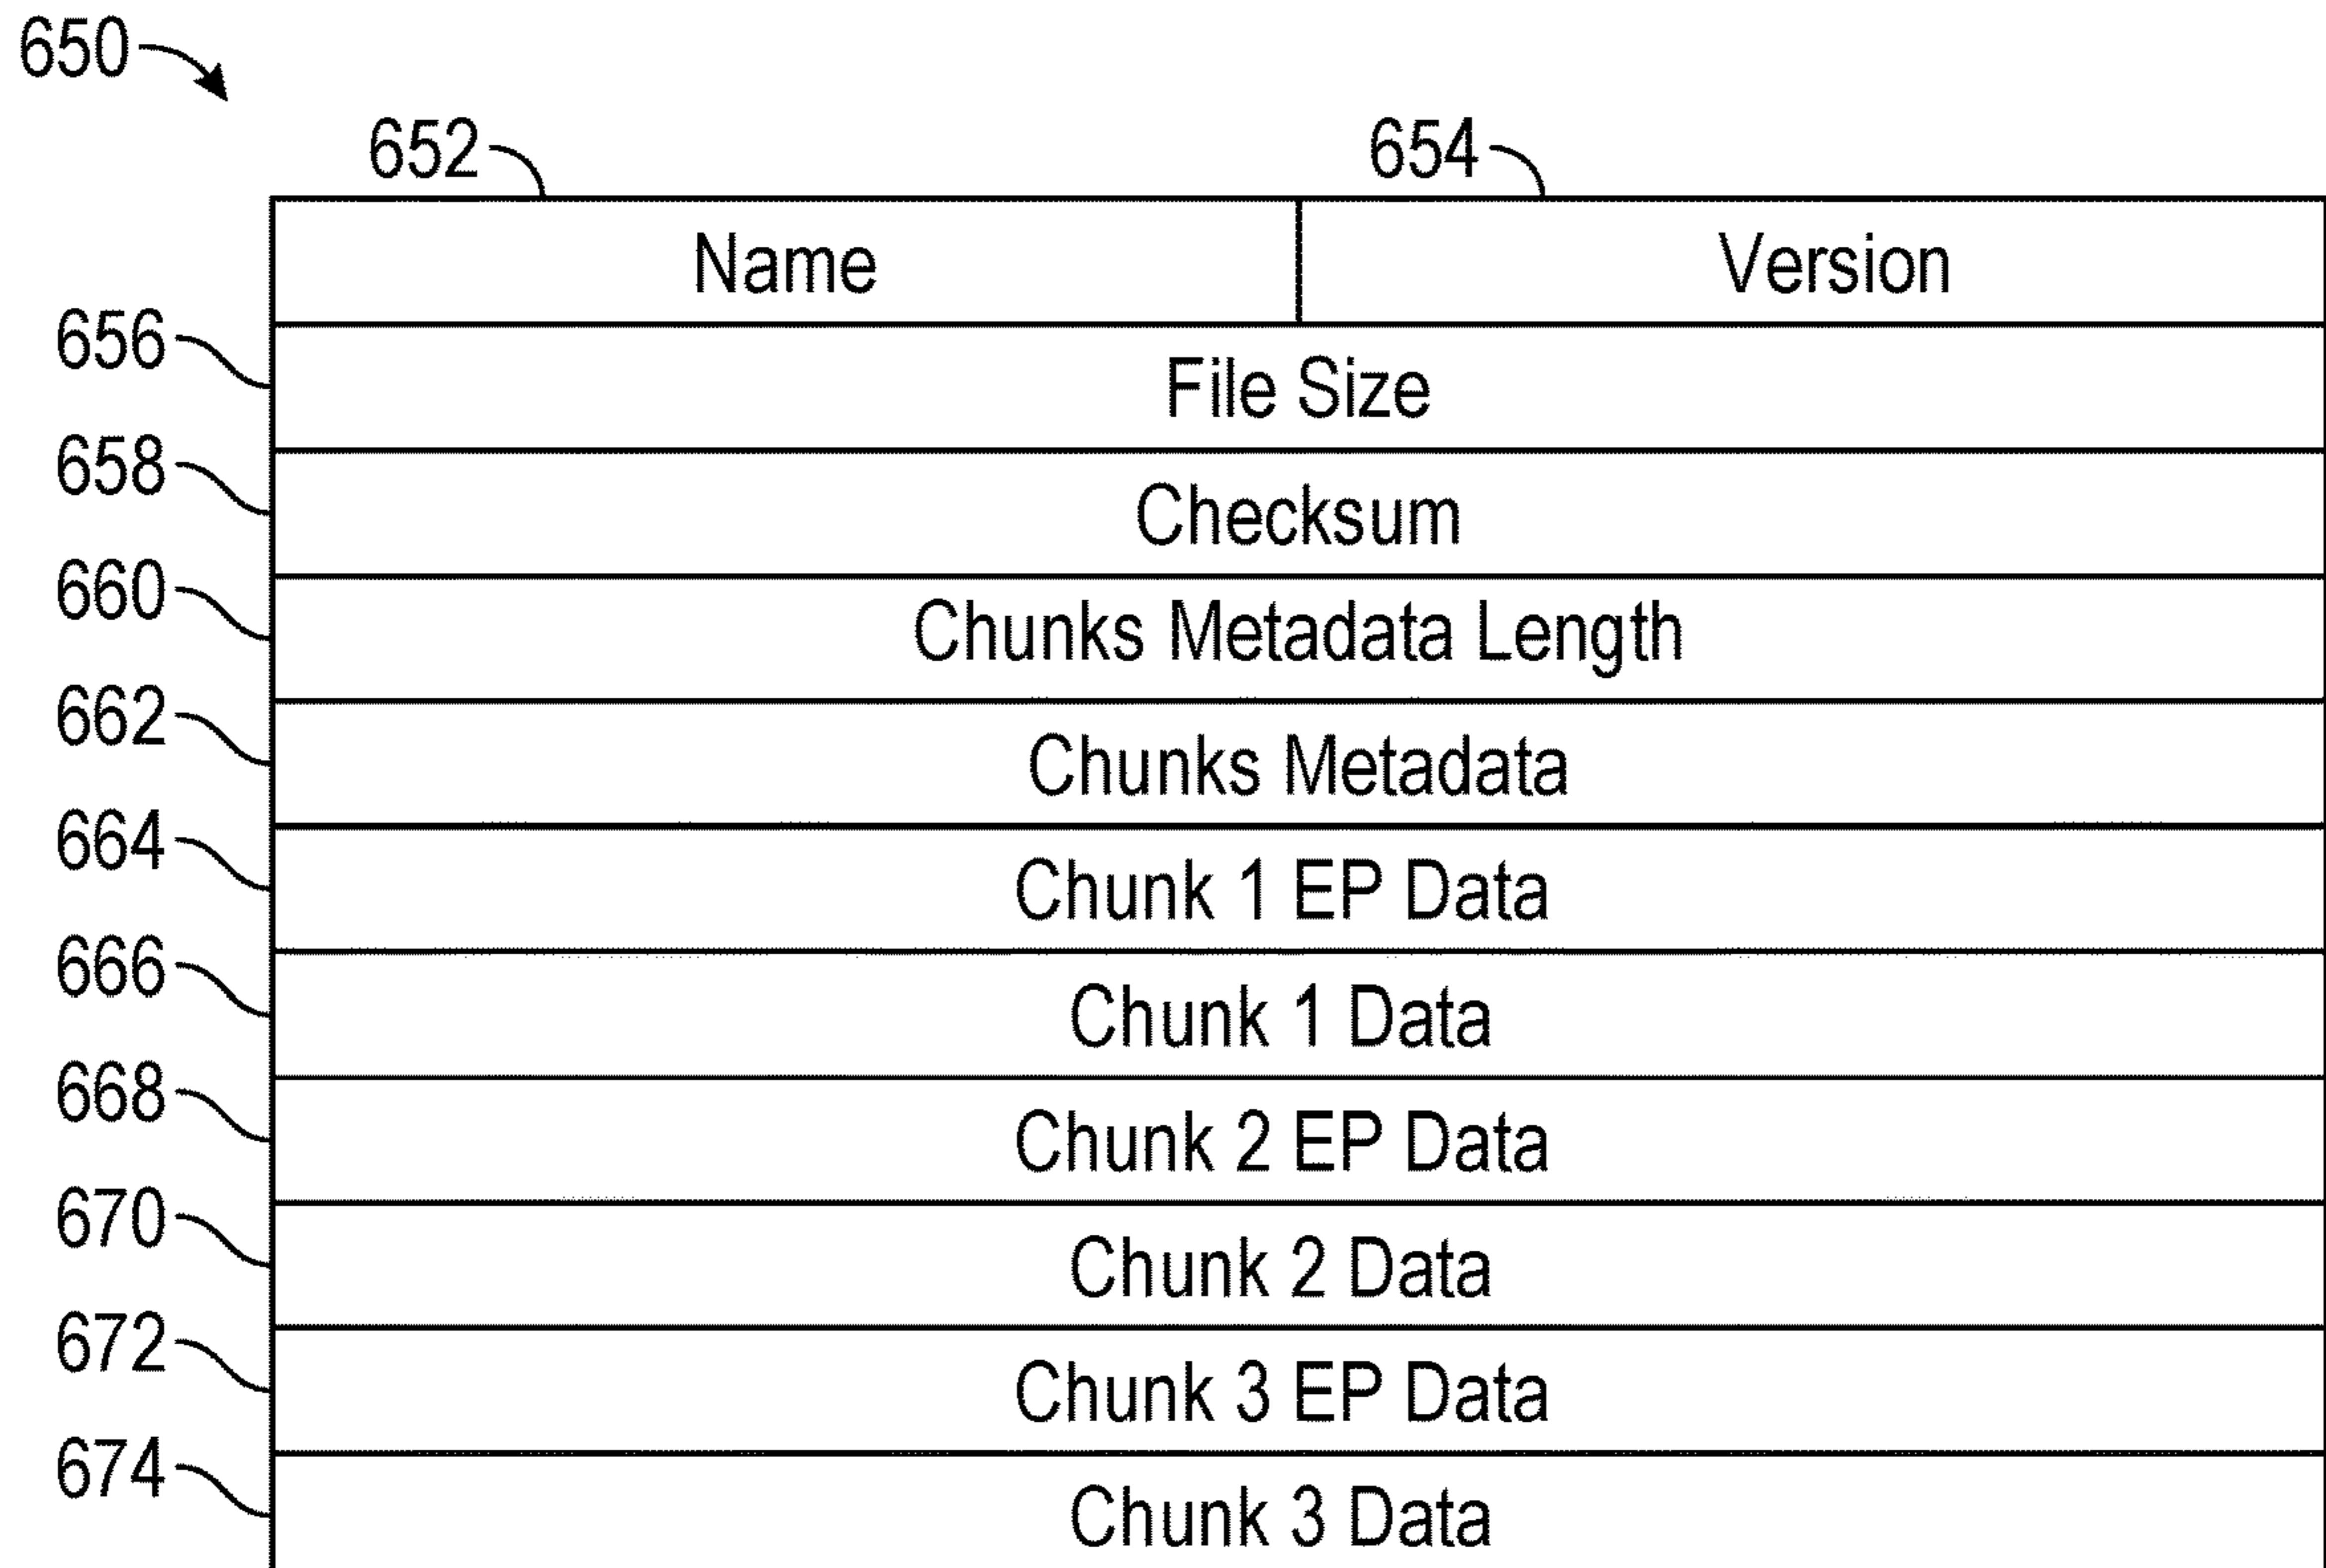 650
652 654
Name Version
656 File Size
658 Checksum
660 Chunks Metadata Length
662 Chunks Metadata
664 Chunk 1 EP Data
666 Chunk 1 Data
668 Chunk 2 EP Data
670 Chunk 2 Data
672 Chunk 3 EP Data
674 Chunk 3 Data